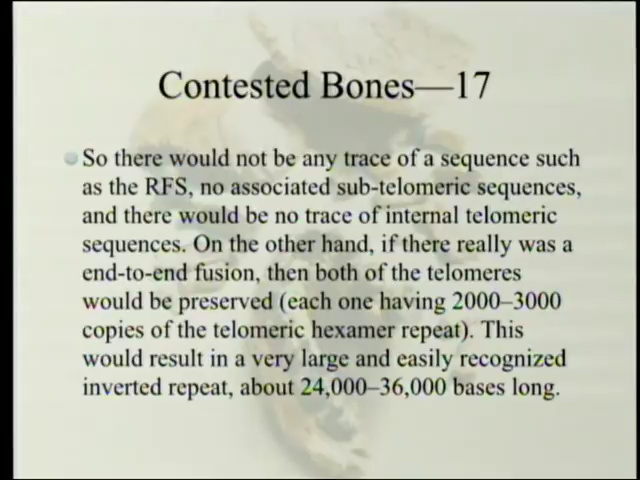 Contested Bones—17
So there would not be any trace of a sequence such
as the RFS, no associated sub-telomeric sequences,
and there would be no trace of internal telomeric
sequences. On the other hand, if there really was a
end-to-end fusion, then both of the telomeres
would be preserved (each one having 2000–3000
copies of the telomeric hexamer repeat). This
would result in a very large and easily recognized
inverted repeat, about 24,000–36,000 bases long.